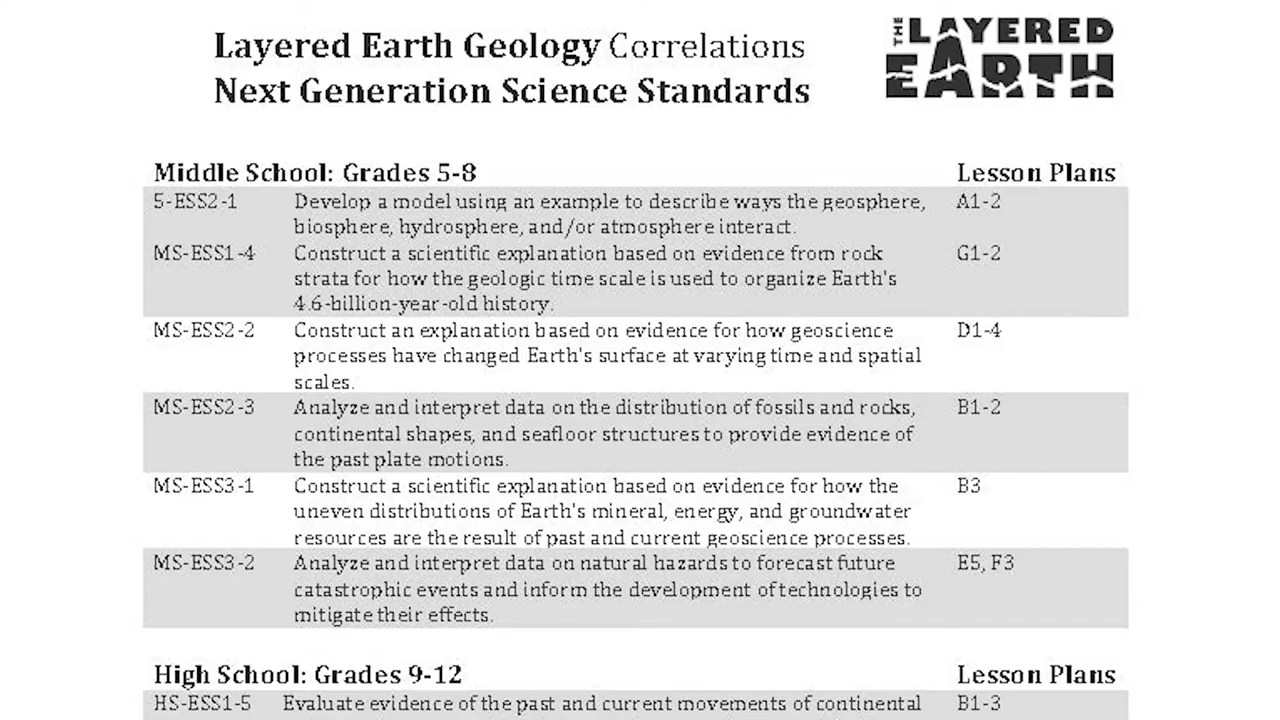 Layered Earth Geology Correlations
Next Generation Science Standards
THE LAYERED
EARTH
Middle School: Grades 5-8 Lesson Plans
5-ESS2-1 Develop a model using an example to describe ways the geosphere, A1-2
biosphere, hydrosphere, and/or atmosphere interact.
MS-ESS1-4 Construct a scientific explanation based on evidence from rock G1-2
strata for how the geologic time scale is used to organize Earth's
4.6-billion-year-old history.
MS-ESS2-2 Construct an explanation based on evidence for how geoscience D1-4
processes have changed Earth's surface at varying time and spatial
scales.
MS-ESS2-3 Analyze and interpret data on the distribution of fossils and rocks, B1-2
continental shapes, and seafloor structures to provide evidence of
the past plate motions.
MS-ESS3-1 Construct a scientific explanation based on evidence for how the B3
uneven distributions of Earth's mineral, energy, and groundwater
resources are the result of past and current geoscience processes.
MS-ESS3-2 Analyze and interpret data on natural hazards to forecast future E5, F3
catastrophic events and inform the development of technologies to
mitigate their effects.
High School: Grades 9-12 Lesson Plans
HS-ESS1-5 Evaluate evidence of the past and current movements of continental B1-3